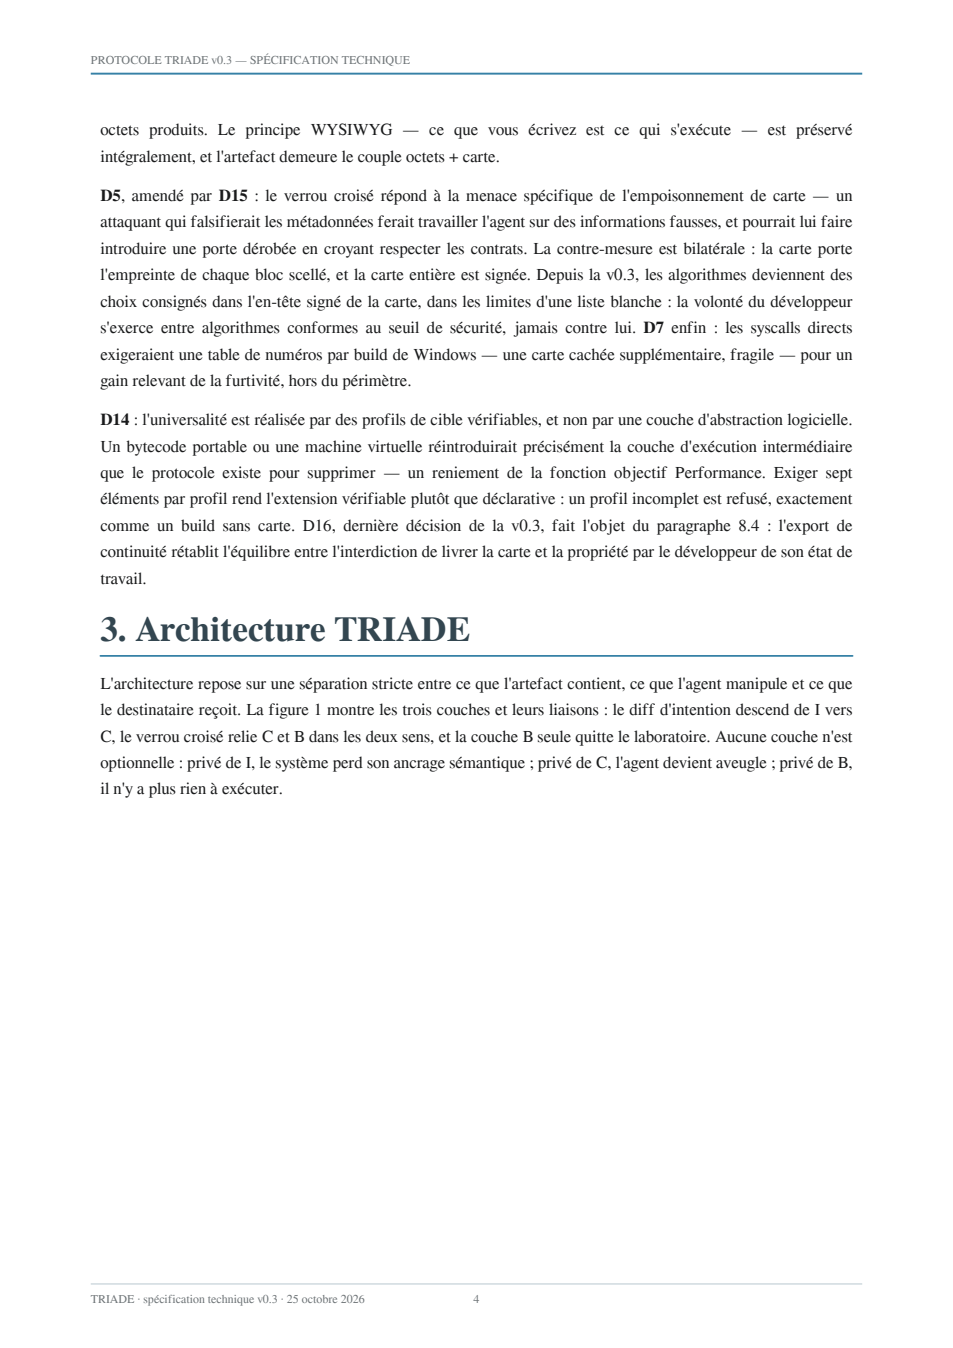 PROTOCOLE TRIADE v0.3 — SPÉCIFICATION TECHNIQUE
octets produits. Le principe WYSIWYG — ce que vous écrivez est ce qui s'exécute — est préservé
intégralement, et l'artefact demeure le couple octets + carte.
D5, amendé par D15 : le verrou croisé répond à la menace spécifique de l'empoisonnement de carte — un
attaquant qui falsifierait les métadonnées ferait travailler l'agent sur des informations fausses, et pourrait lui faire
introduire une porte dérobée en croyant respecter les contrats. La contre-mesure est bilatérale : la carte porte
l'empreinte de chaque bloc scellé, et la carte entière est signée. Depuis la v0.3, les algorithmes deviennent des
choix consignés dans l'en-tête signé de la carte, dans les limites d'une liste blanche : la volonté du développeur
s'exerce entre algorithmes conformes au seuil de sécurité, jamais contre lui. D7 enfin : les syscalls directs
exigeraient une table de numéros par build de Windows — une carte cachée supplémentaire, fragile — pour un
gain relevant de la furtivité, hors du périmètre.
D14 : l'universalité est réalisée par des profils de cible vérifiables, et non par une couche d'abstraction logicielle.
Un bytecode portable ou une machine virtuelle réintroduirait précisément la couche d'exécution intermédiaire
que le protocole existe pour supprimer — un reniement de la fonction objectif Performance. Exiger sept
éléments par profil rend l'extension vérifiable plutôt que déclarative : un profil incomplet est refusé, exactement
comme un build sans carte. D16, dernière décision de la v0.3, fait l'objet du paragraphe 8.4 : l'export de
continuité rétablit l'équilibre entre l'interdiction de livrer la carte et la propriété par le développeur de son état de
travail.
3. Architecture TRIADE
L'architecture repose sur une séparation stricte entre ce que l'artefact contient, ce que l'agent manipule et ce que
le destinataire reçoit. La figure 1 montre les trois couches et leurs liaisons : le diff d'intention descend de I vers
C, le verrou croisé relie C et B dans les deux sens, et la couche B seule quitte le laboratoire. Aucune couche n'est
optionnelle : privé de I, le système perd son ancrage sémantique ; privé de C, l'agent devient aveugle ; privé de B,
il n'y a plus rien à exécuter.
TRIADE · spécification technique v0.3 · 25 octobre 2026 4